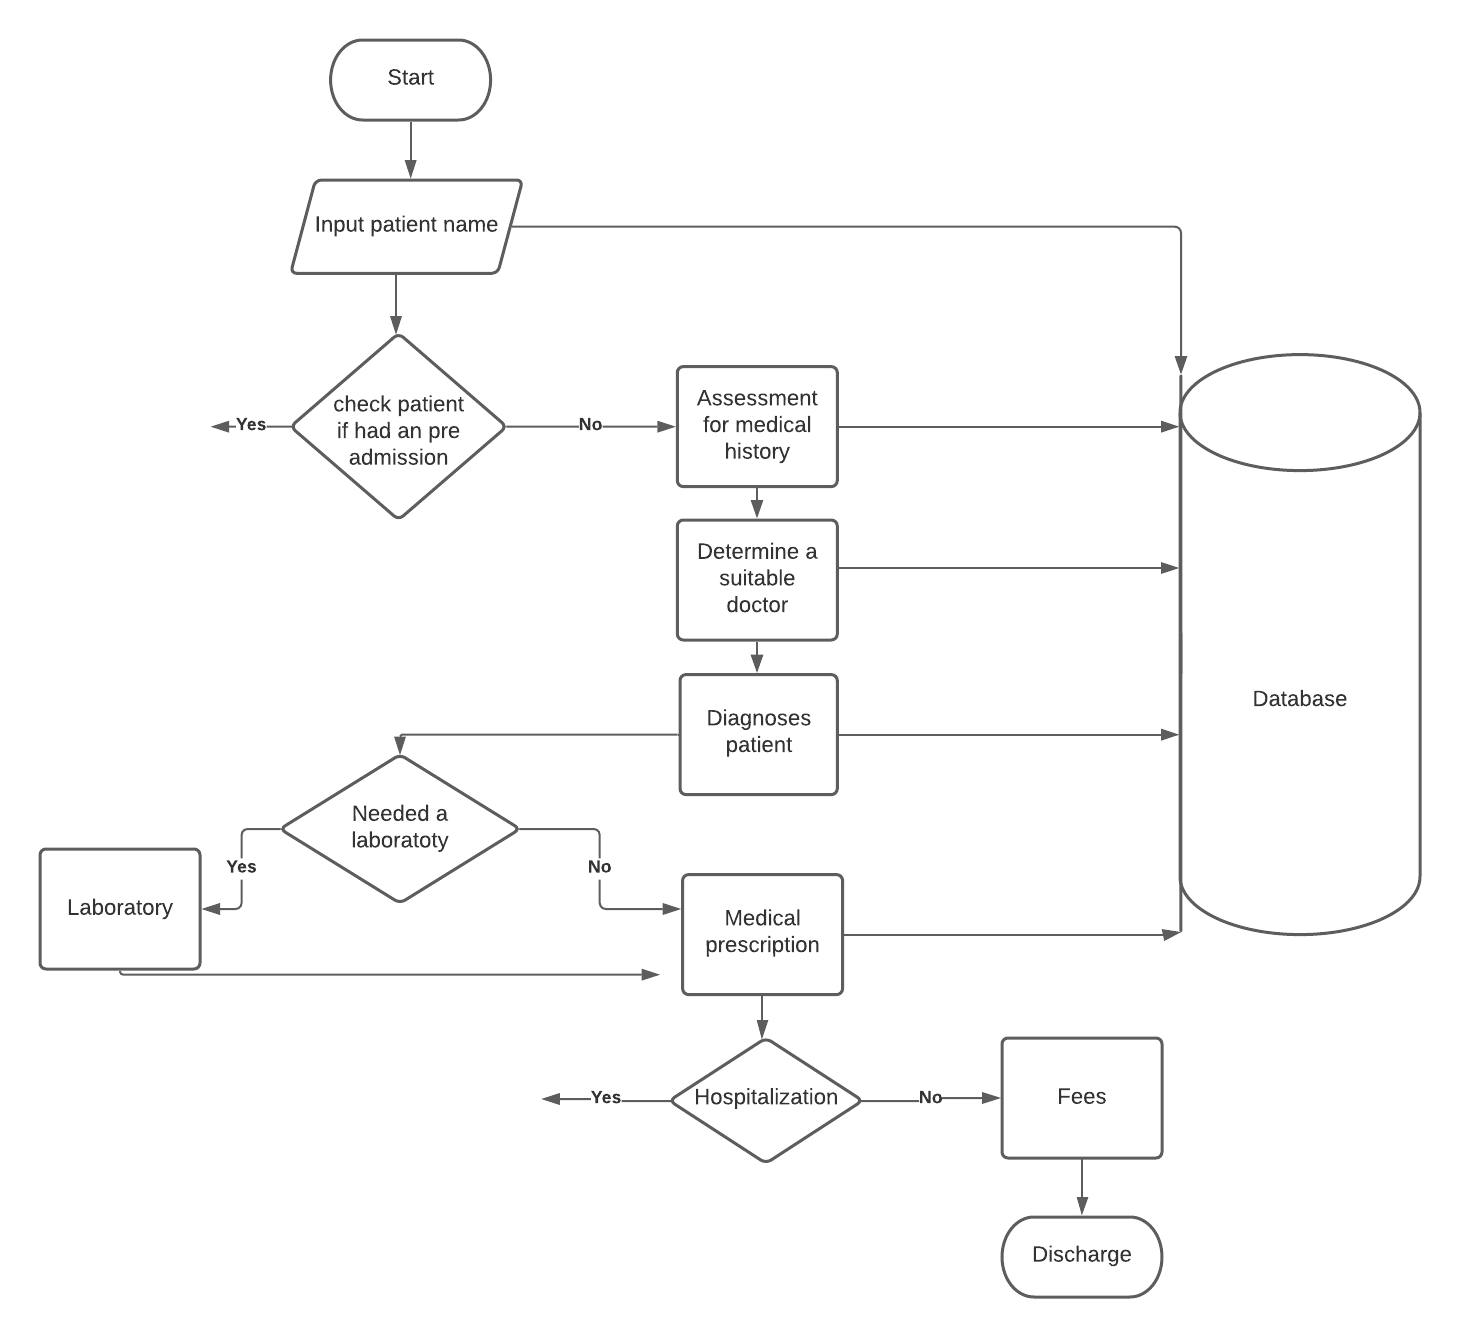 Start
Input patient name
check patient
if had an pre
admission
Yes
No
Assessment
for medical
history
Determine a
suitable
doctor
Diagnoses
patient
Database
Needed a
laboratoty
Yes
No
Laboratory
Medical
prescription
Hospitalization
Yes
No
Fees
Discharge